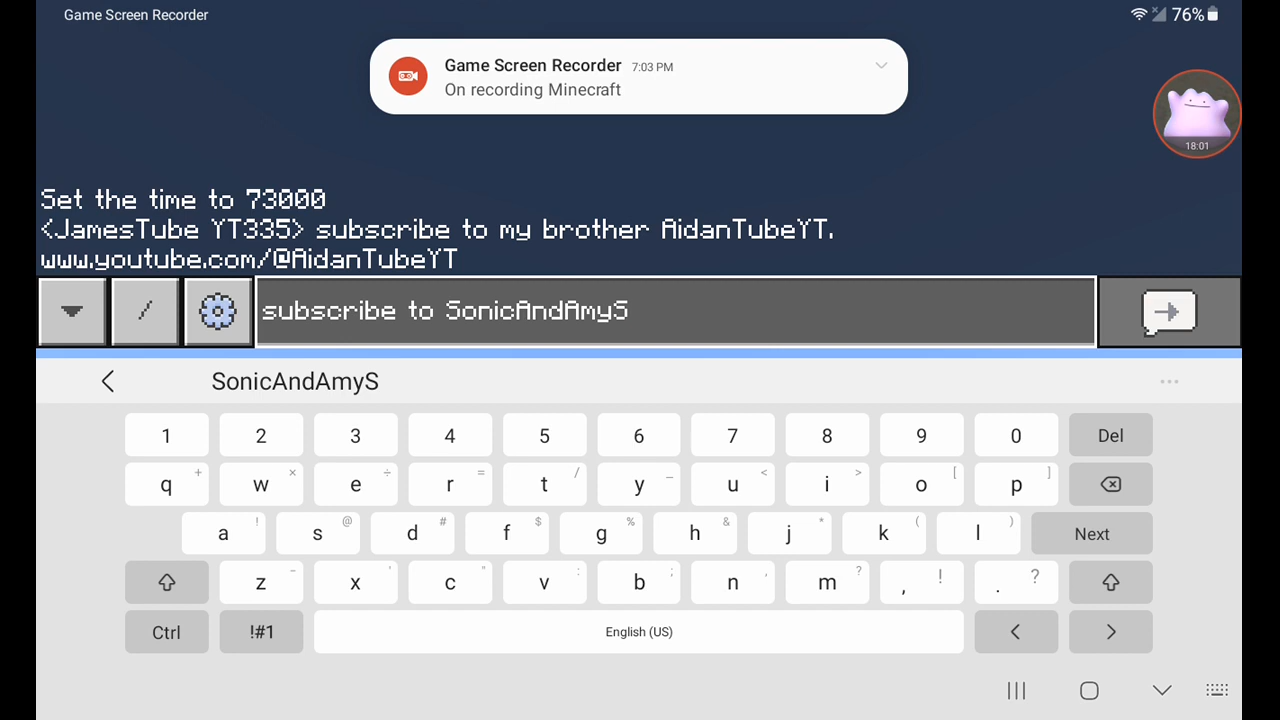 Game Screen Recorder
76%
Game Screen Recorder 7:03 PM
On recording Minecraft
18:01
Set the time to 73000
<JamesTube YT335> subscribe to my brother AidanTubeYT.
www.youtube.com/@AidanTubeYT
/ subscribe to SonicAndAmyS
SonicAndAmyS
1 2 3 4 5 6 7 8 9 0 Del
q + w × e ÷ r = t / y _ u < i > o [ p ]
a ! s @ d # f $ g % h & j * k ( l ) Next
z - x ' c " v : b ; n , m ? , ! . ?
Ctrl !#1 English (US) < >